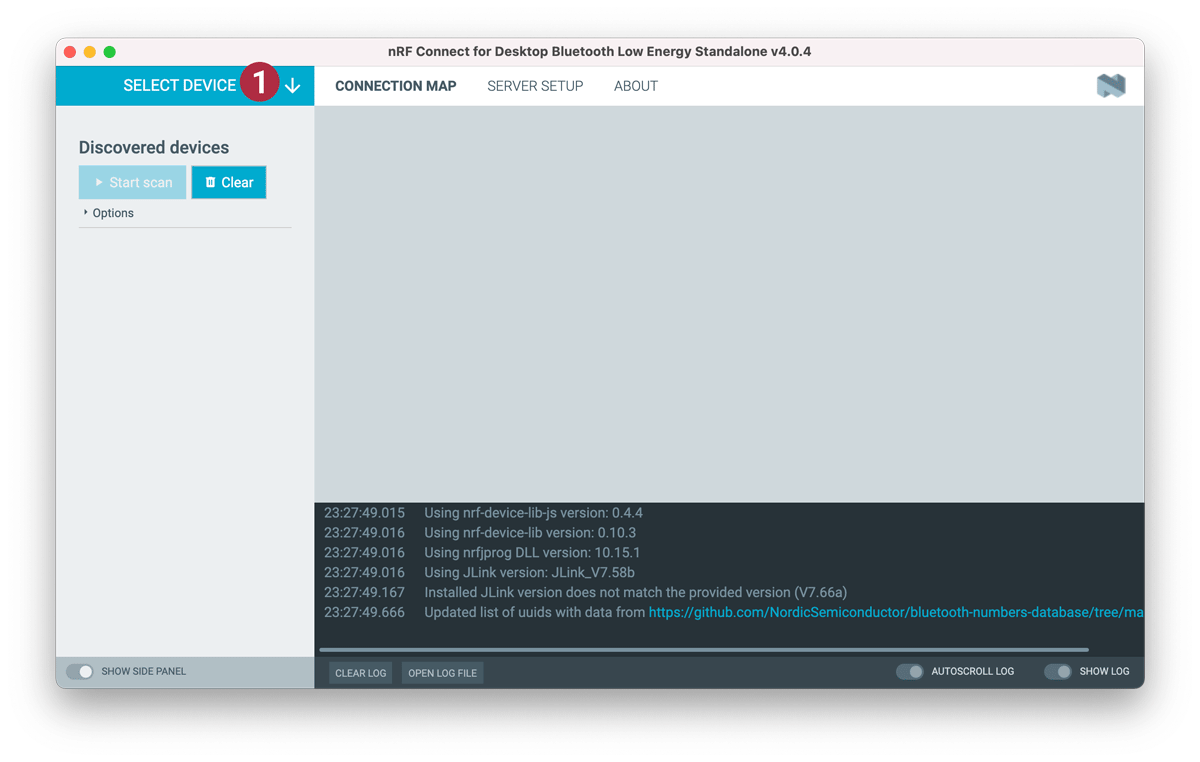 nRF Connect for Desktop Bluetooth Low Energy Standalone v4.0.4
SELECT DEVICE 1
CONNECTION MAP SERVER SETUP ABOUT
Discovered devices
Start scan Clear
Options
23:27:49.015 Using nrf-device-lib-js version: 0.4.4
23:27:49.016 Using nrf-device-lib version: 0.10.3
23:27:49.016 Using nrfjprog DLL version: 10.15.1
23:27:49.016 Using JLink version: JLink_V7.58b
23:27:49.167 Installed JLink version does not match the provided version (V7.66a)
23:27:49.666 Updated list of uuids with data from https://github.com/NordicSemiconductor/bluetooth-numbers-database/tree/ma
SHOW SIDE PANEL
CLEAR LOG OPEN LOG FILE AUTOSCROLL LOG SHOW LOG